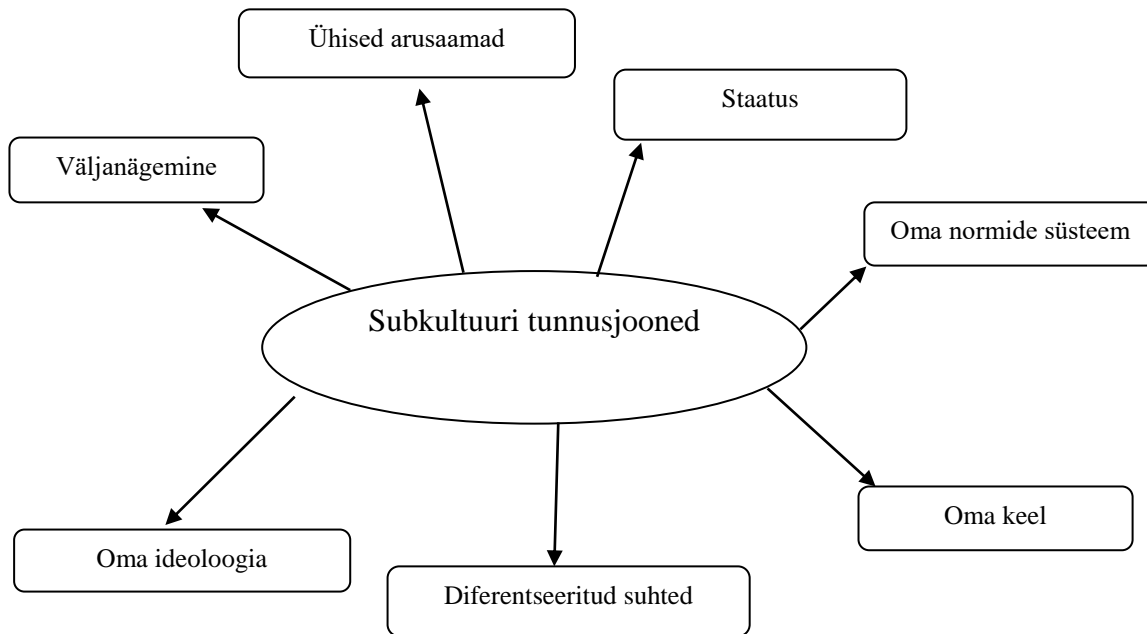 Ühised arusaamad
Staatus
Väljanägemine
Oma normide süsteem
Subkultuuri tunnusjooned
Oma keel
Oma ideoloogia
Diferentseeritud suhted